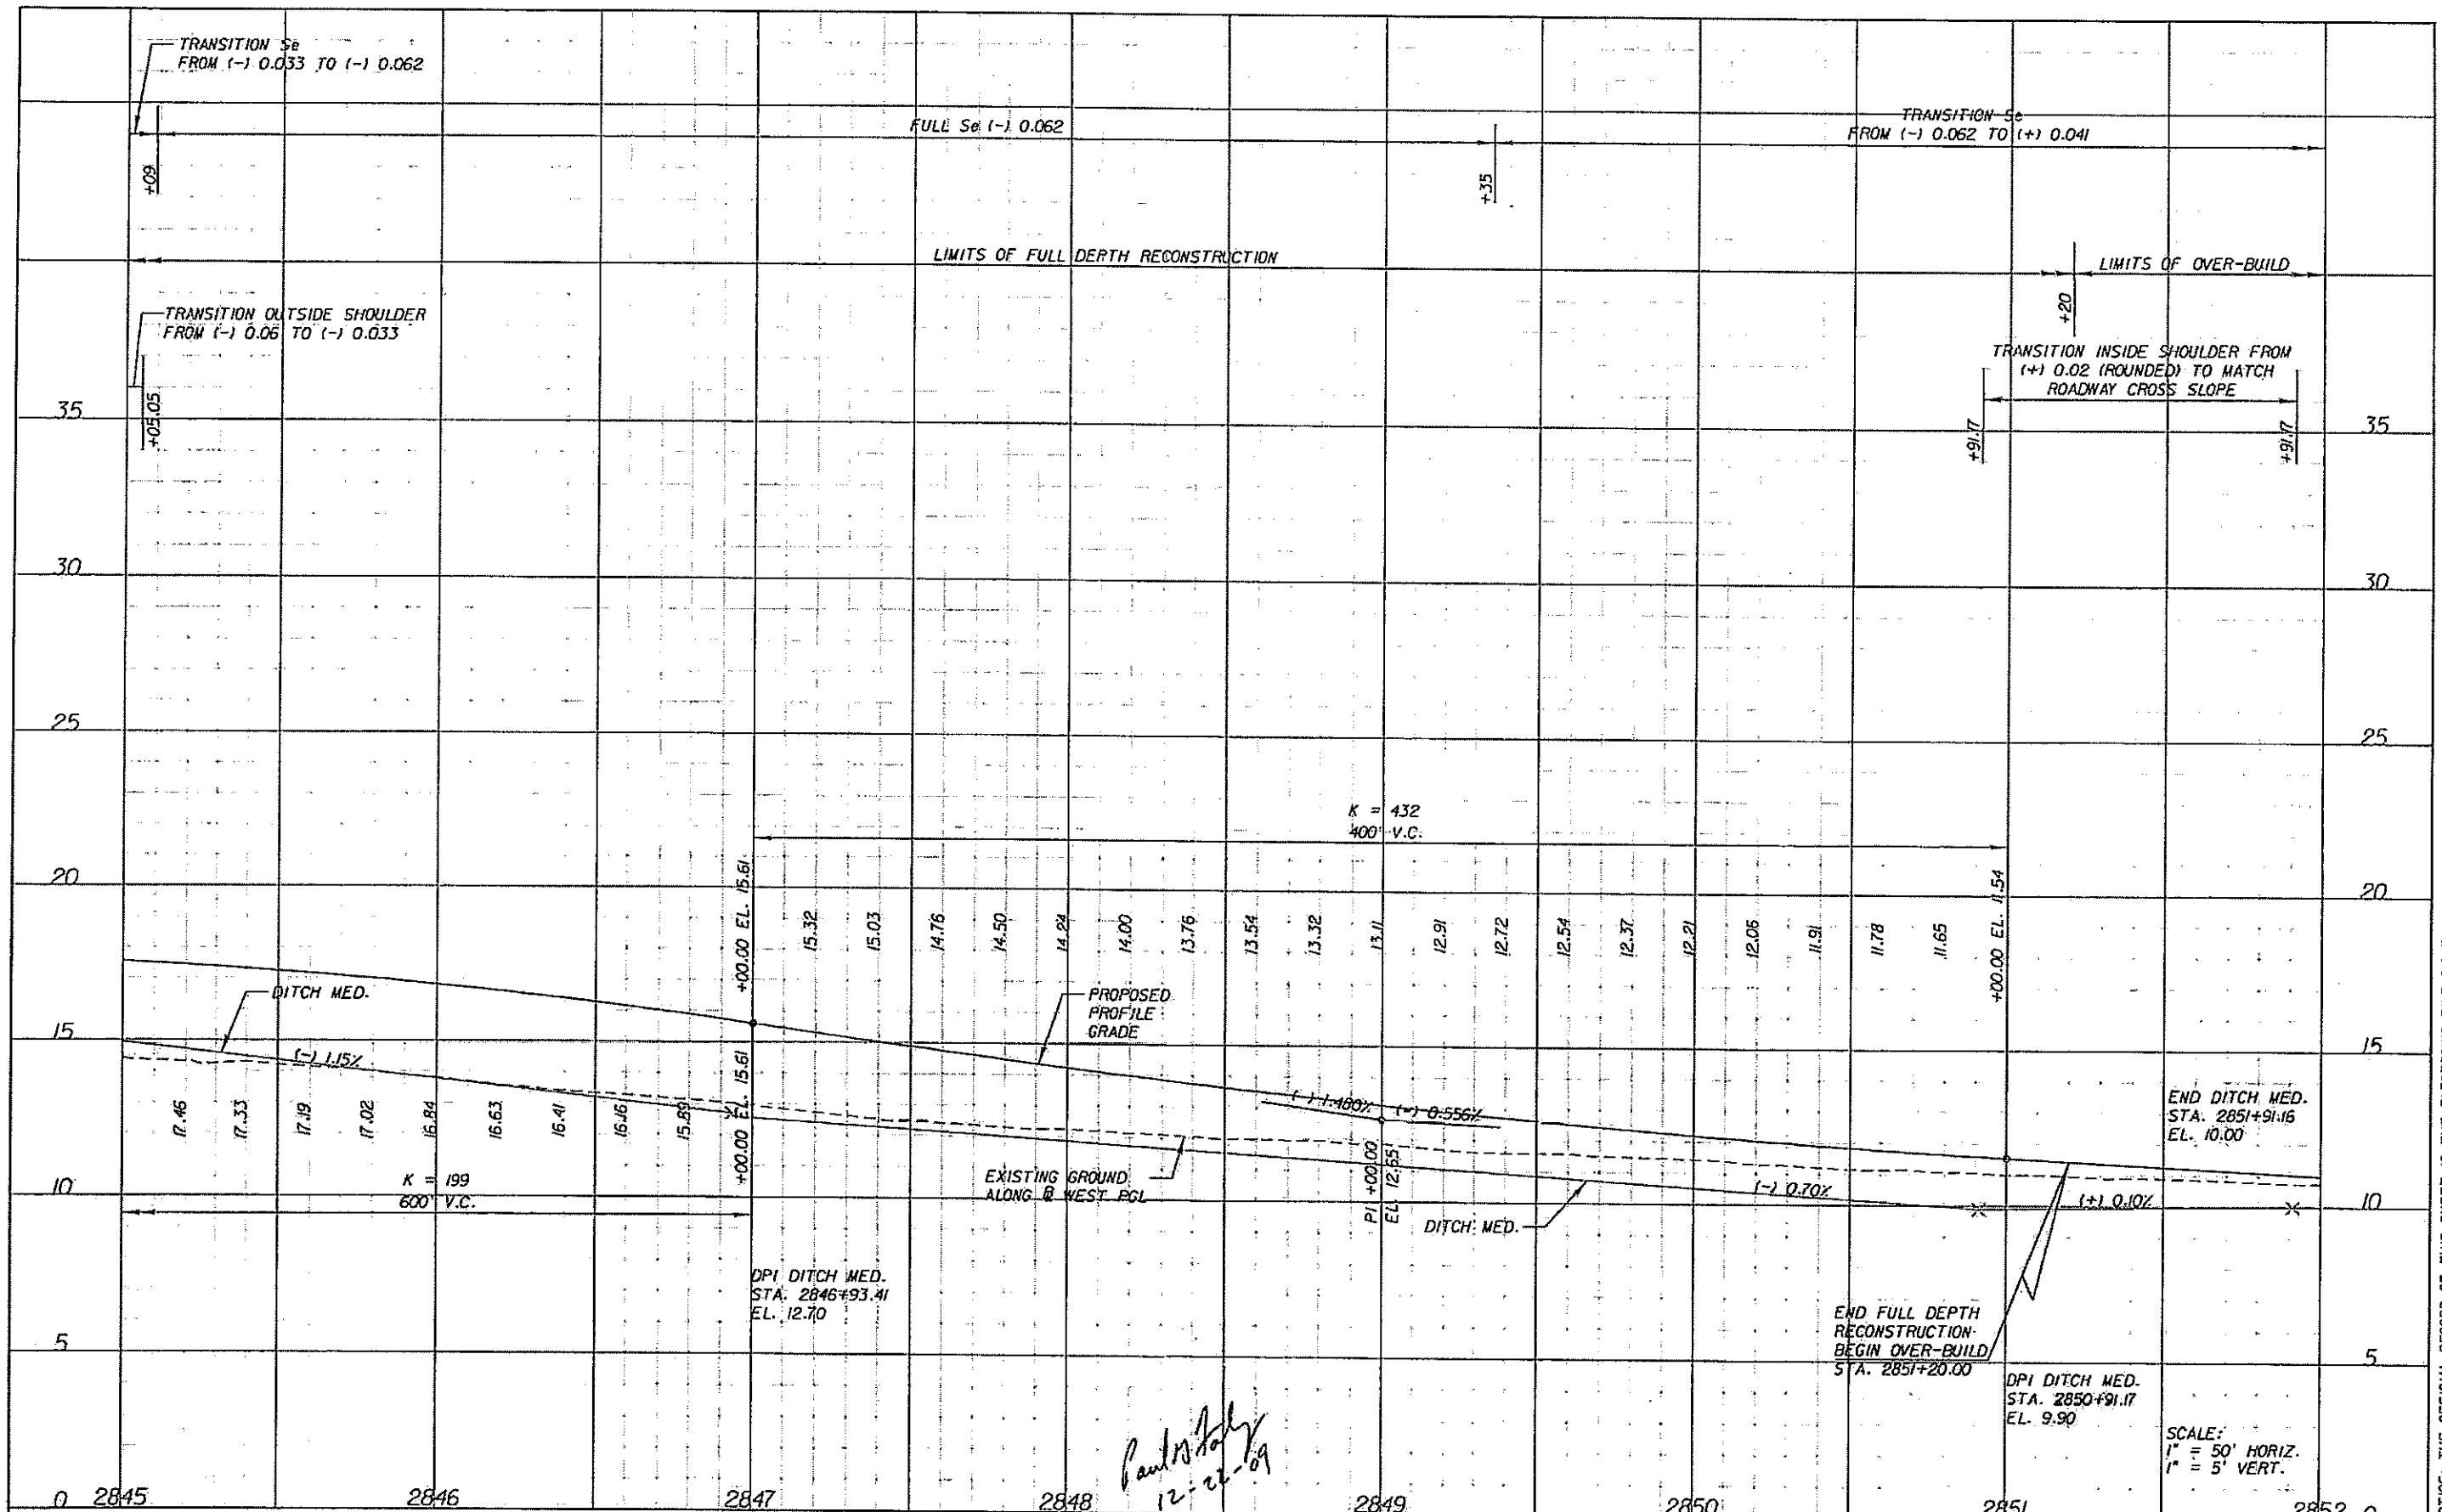 TRANSITION Se
FROM (-) 0.033 TO (-) 0.062
+09
FULL Se (-) 0.062
+35
TRANSITION Se
FROM (-) 0.062 TO (+) 0.041
LIMITS OF FULL DEPTH RECONSTRUCTION
+20
LIMITS OF OVER-BUILD
TRANSITION OUTSIDE SHOULDER
FROM (-) 0.06 TO (-) 0.033
+05.05
TRANSITION INSIDE SHOULDER FROM
(+) 0.02 (ROUNDED) TO MATCH
ROADWAY CROSS SLOPE
+91.17
+91.17
35
35
30
30
25
25
K = 432
400' V.C.
20
20
+00.00 EL. 15.61
15.32
15.03
14.76
14.50
14.24
14.00
13.76
13.54
13.32
13.11
12.91
12.72
12.54
12.37
12.21
12.06
11.91
11.78
11.65
+00.00 EL. 11.54
DITCH MED.
PROPOSED
PROFILE
GRADE
15
15
(-) 1.15%
17.46
17.33
17.19
17.02
16.84
16.63
16.41
16.16
15.89
+00.00 EL. 15.61
(-) 1.480%
(-) 0.556%
END DITCH MED.
STA. 2851+91.16
EL. 10.00
EXISTING GROUND
ALONG B WEST PGL
PI +00.00
EL. 12.65
K = 199
600' V.C.
10
10
(-) 0.70%
(+) 0.10%
DITCH MED.
DPI DITCH MED.
STA. 2846+93.41
EL. 12.70
END FULL DEPTH
RECONSTRUCTION
BEGIN OVER-BUILD
STA. 2851+20.00
5
5
DPI DITCH MED.
STA. 2850+91.17
EL. 9.90
SCALE:
1" = 50' HORIZ.
1" = 5' VERT.
12-22-09
0
2845
2846
2847
2848
2849
2850
2851
2852
0